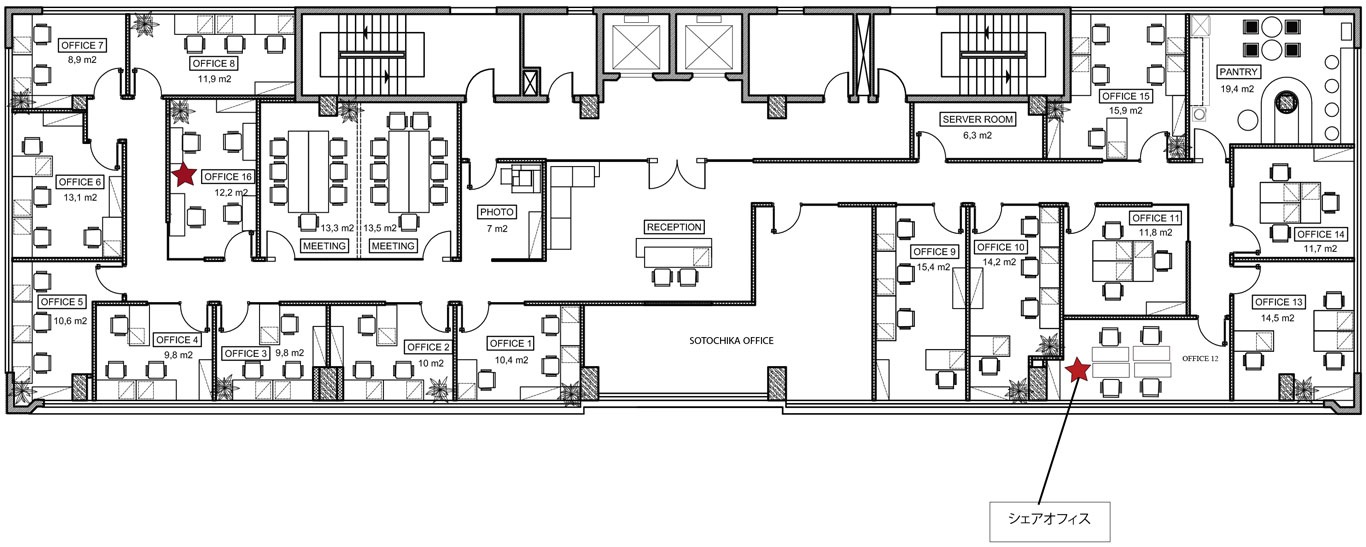 OFFICE 7
8,9 m2
OFFICE 8
11,9 m2
OFFICE 15
15,9 m2
PANTRY
19,4 m2
SERVER ROOM
6,3 m2
OFFICE 6
13,1 m2
OFFICE 16
12,2 m2
13,3 m2
MEETING
13,5 m2
MEETING
PHOTO
7 m2
RECEPTION
OFFICE 9
15,4 m2
OFFICE 10
14,2 m2
OFFICE 11
11,8 m2
OFFICE 14
11,7 m2
OFFICE 5
10,6 m2
OFFICE 4
9,8 m2
OFFICE 3
9,8 m2
OFFICE 2
10 m2
OFFICE 1
10,4 m2
SOTOCHIKA OFFICE
OFFICE 12
OFFICE 13
14,5 m2
シェアオフィス